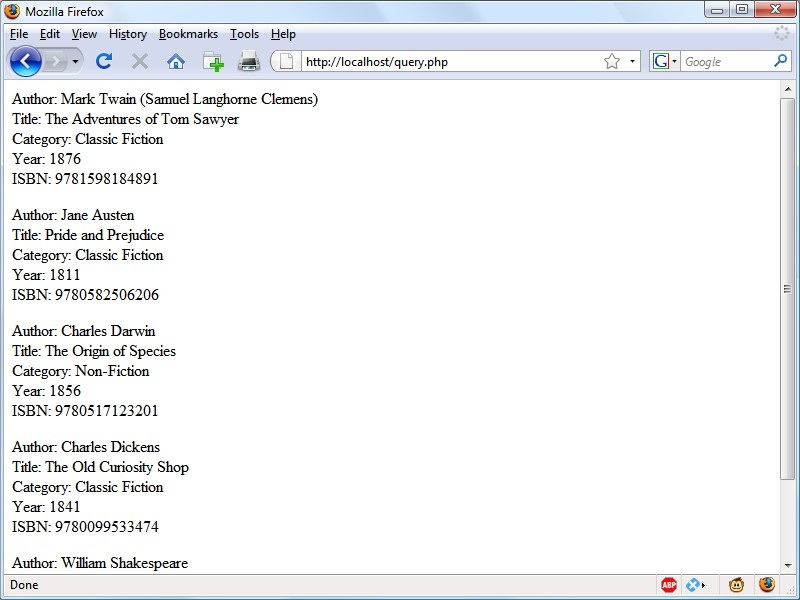 Mozilla Firefox
File Edit View History Bookmarks Tools Help
http://localhost/query.php
G Google
Author: Mark Twain (Samuel Langhorne Clemens)
Title: The Adventures of Tom Sawyer
Category: Classic Fiction
Year: 1876
ISBN: 9781598184891
Author: Jane Austen
Title: Pride and Prejudice
Category: Classic Fiction
Year: 1811
ISBN: 9780582506206
Author: Charles Darwin
Title: The Origin of Species
Category: Non-Fiction
Year: 1856
ISBN: 9780517123201
Author: Charles Dickens
Title: The Old Curiosity Shop
Category: Classic Fiction
Year: 1841
ISBN: 9780099533474
Author: William Shakespeare
Done
ABP